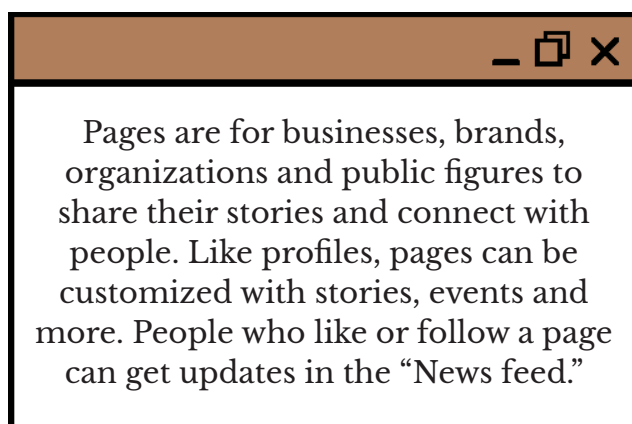 Pages are for businesses, brands,
organizations and public figures to
share their stories and connect with
people. Like profiles, pages can be
customized with stories, events and
more. People who like or follow a page
can get updates in the “News feed.”